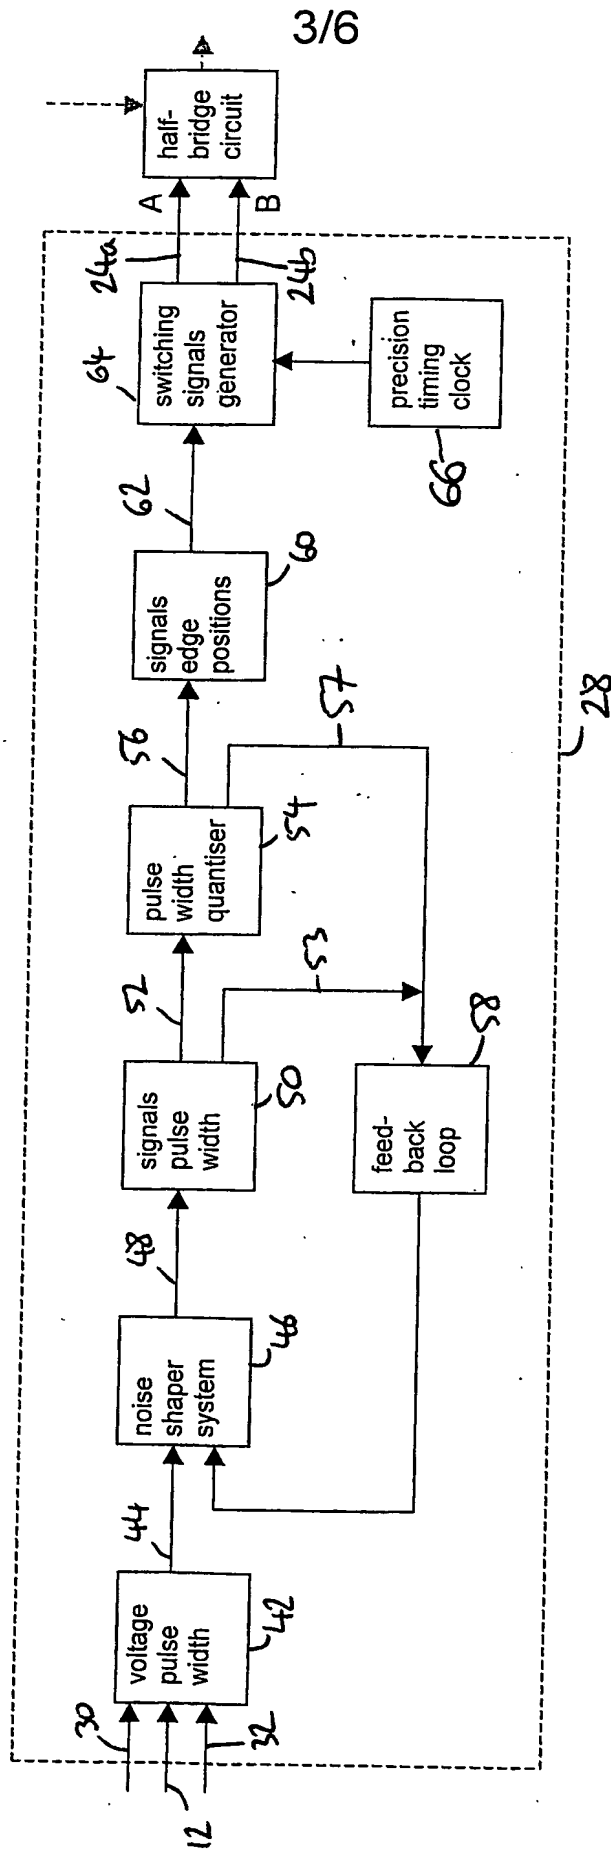 3/6
30
12
32
voltage
pulse
width
42
44
noise
shaper
system
46
48
signals
pulse
width
50
52
53
pulse
width
quantiser
54
56
57
feed-
back
loop
58
signals
edge
positions
60
62
switching
signals
generator
64
precision
timing
clock
66
24a
24b
A
B
half-
bridge
circuit
28